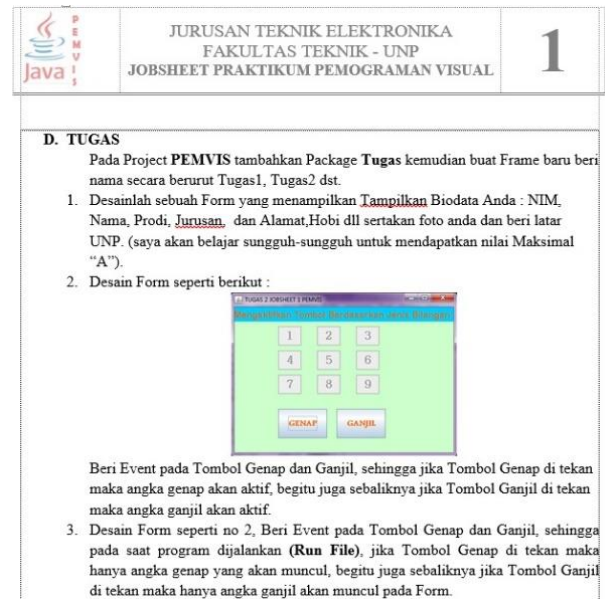 JURUSAN TEKNIK ELEKTRONIKA
FAKULTAS TEKNIK - UNP
JOBSHEET PRAKTIKUM PEMOGRAMAN VISUAL
1
Java
PEMVIS
D. TUGAS
Pada Project PEMVIS tambahkan Package Tugas kemudian buat Frame baru beri
nama secara berurut Tugas1, Tugas2 dst.
1. Desainlah sebuah Form yang menampilkan Tampilkan Biodata Anda : NIM,
Nama, Prodi, Jurusan, dan Alamat,Hobi dll sertakan foto anda dan beri latar
UNP. (saya akan belajar sungguh-sungguh untuk mendapatkan nilai Maksimal
“A”).
2. Desain Form seperti berikut :
TUGAS 2 JOBSHEET 1 PEMVIS
Mengaktifkan Tombol Berdasarkan Jenis Bilangan
1 2 3
4 5 6
7 8 9
GENAP GANJIL
Beri Event pada Tombol Genap dan Ganjil, sehingga jika Tombol Genap di tekan
maka angka genap akan aktif, begitu juga sebaliknya jika Tombol Ganjil di tekan
maka angka ganjil akan aktif.
3. Desain Form seperti no 2, Beri Event pada Tombol Genap dan Ganjil, sehingga
pada saat program dijalankan (Run File), jika Tombol Genap di tekan maka
hanya angka genap yang akan muncul, begitu juga sebaliknya jika Tombol Ganjil
di tekan maka hanya angka ganjil akan muncul pada Form.